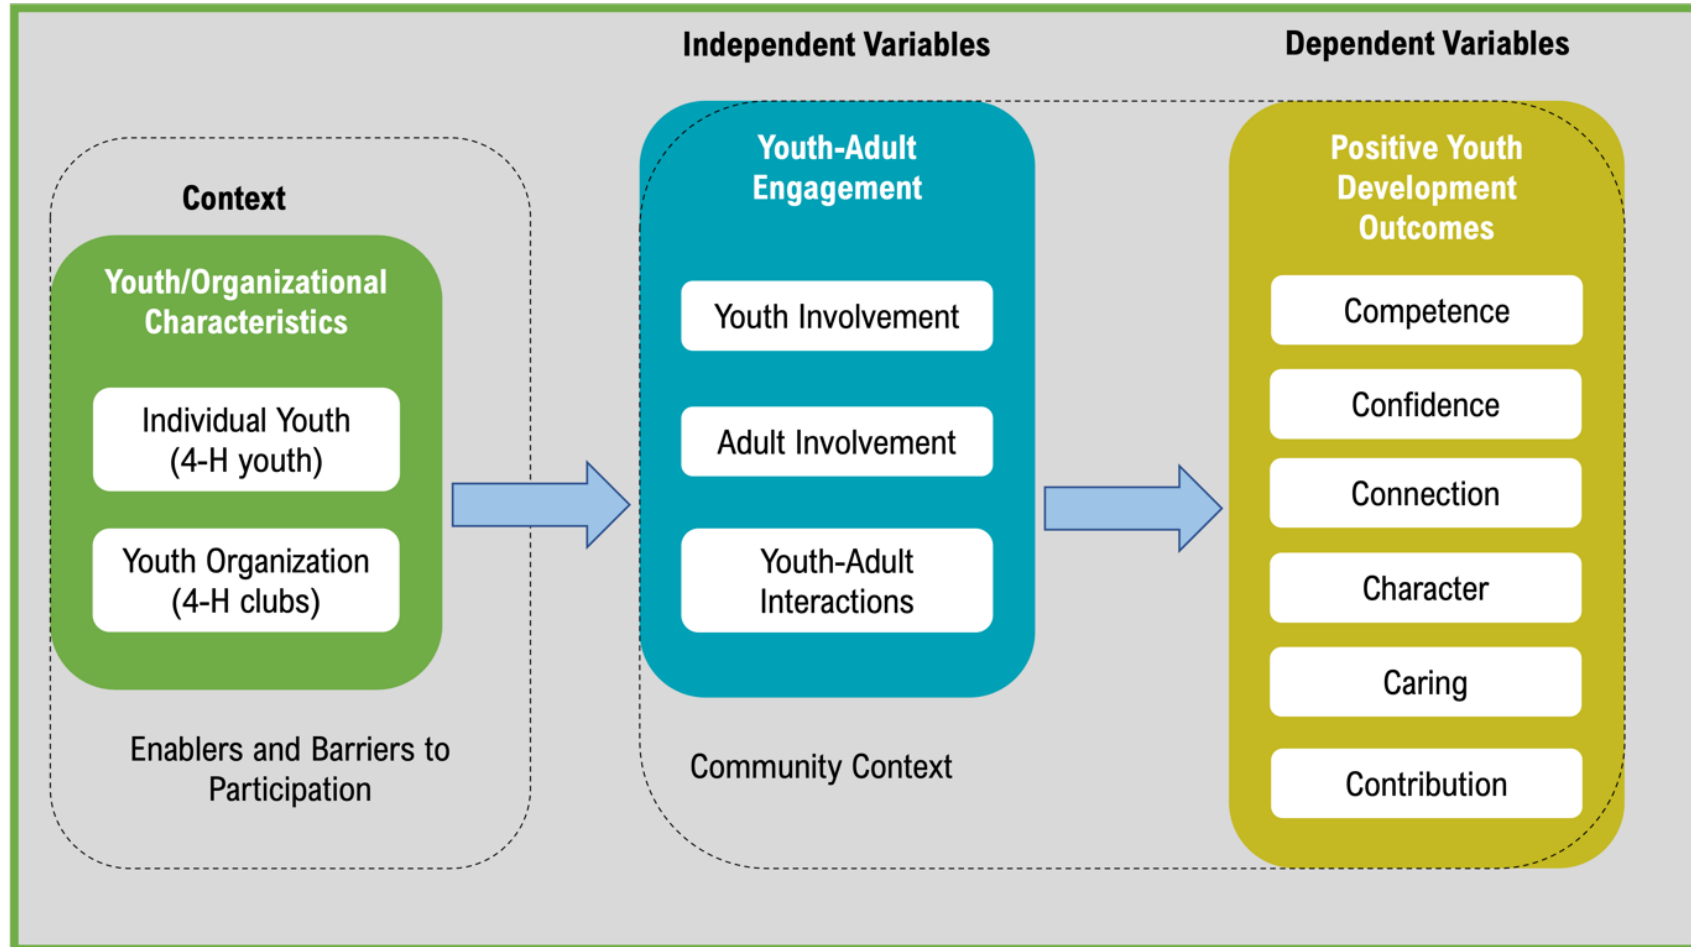 Independent Variables
Dependent Variables
Context
Youth/Organizational
Characteristics
Individual Youth
(4-H youth)
Youth Organization
(4-H clubs)
Enablers and Barriers to
Participation
Youth-Adult
Engagement
Youth Involvement
Adult Involvement
Youth-Adult
Interactions
Community Context
Positive Youth
Development
Outcomes
Competence
Confidence
Connection
Character
Caring
Contribution